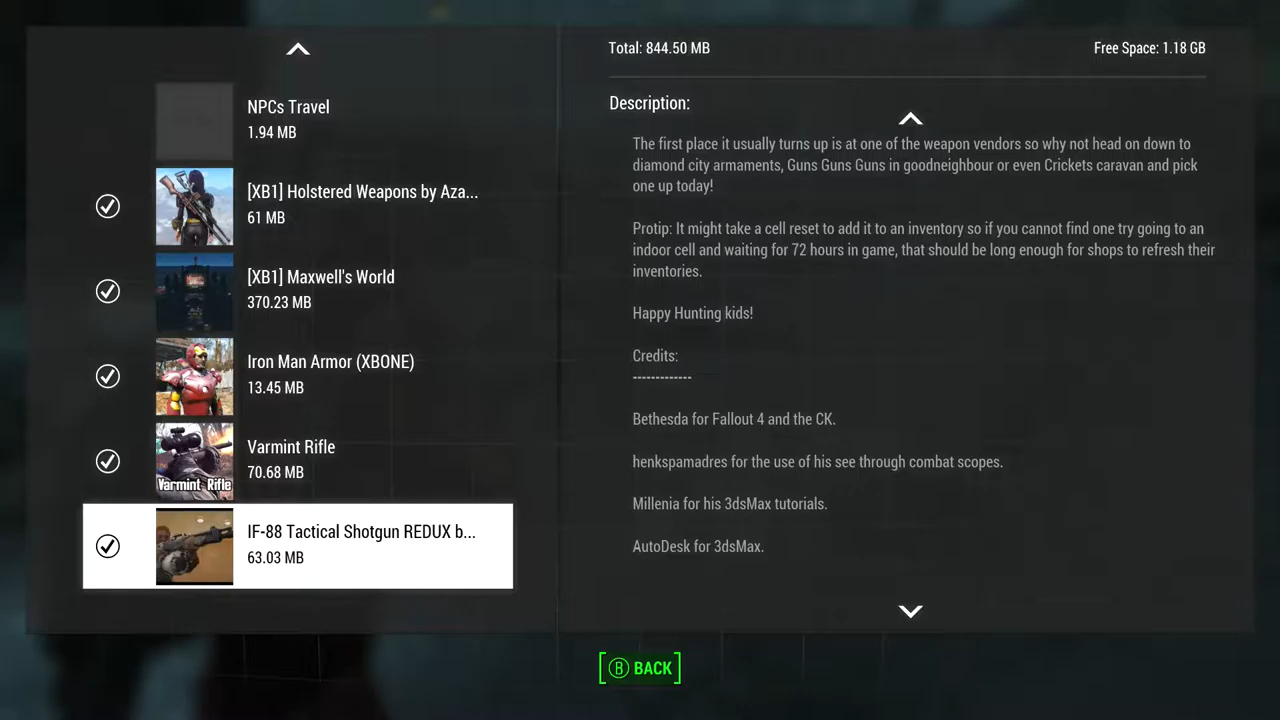 NPCs Travel
1.94 MB
[XB1] Holstered Weapons by Aza...
61 MB
[XB1] Maxwell's World
370.23 MB
Iron Man Armor (XBONE)
13.45 MB
Varmint Rifle
70.68 MB
Varmint Rifle
IF-88 Tactical Shotgun REDUX b...
63.03 MB
Total: 844.50 MB
Free Space: 1.18 GB
Description:
The first place it usually turns up is at one of the weapon vendors so why not head on down to
diamond city armaments, Guns Guns Guns in goodneighbour or even Crickets caravan and pick
one up today!
Protip: It might take a cell reset to add it to an inventory so if you cannot find one try going to an
indoor cell and waiting for 72 hours in game, that should be long enough for shops to refresh their
inventories.
Happy Hunting kids!
Credits:
-------------
Bethesda for Fallout 4 and the CK.
henkspamadres for the use of his see through combat scopes.
Millenia for his 3dsMax tutorials.
AutoDesk for 3dsMax.
B BACK